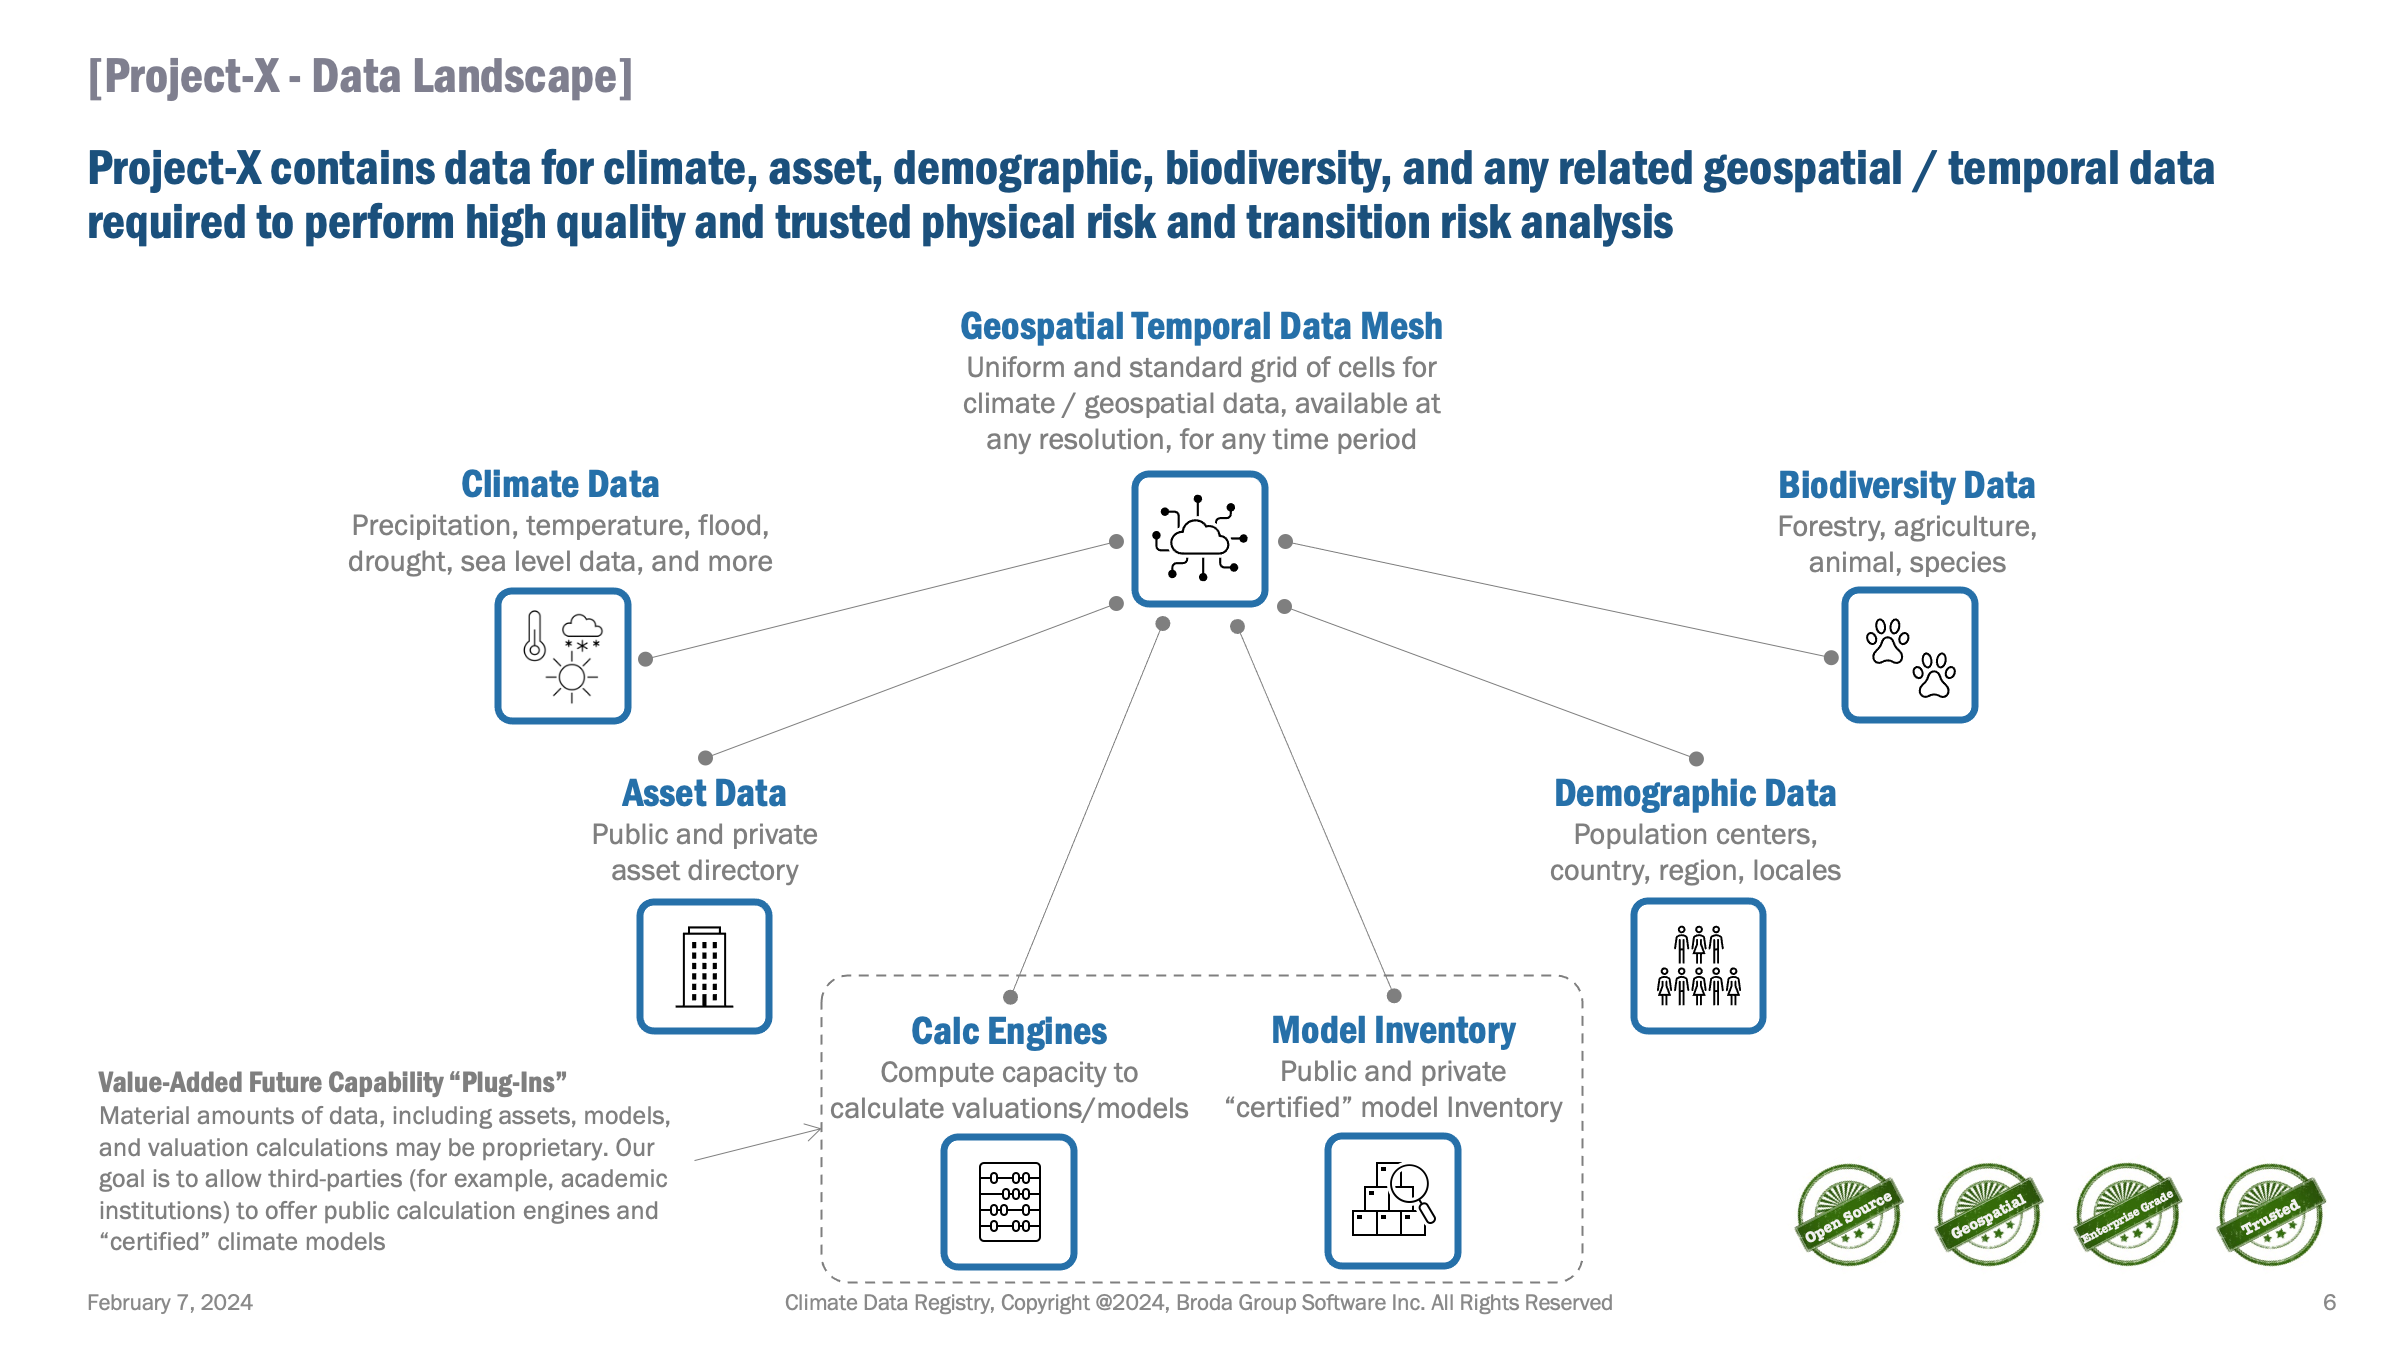 [Project-X - Data Landscape]
Project-X contains data for climate, asset, demographic, biodiversity, and any related geospatial / temporal data
required to perform high quality and trusted physical risk and transition risk analysis
Geospatial Temporal Data Mesh
Uniform and standard grid of cells for
climate / geospatial data, available at
any resolution, for any time period
Climate Data
Precipitation, temperature, flood,
drought, sea level data, and more
Biodiversity Data
Forestry, agriculture,
animal, species
Asset Data
Public and private
asset directory
Demographic Data
Population centers,
country, region, locales
Calc Engines
Compute capacity to
calculate valuations/models
Model Inventory
Public and private
“certified” model Inventory
Value-Added Future Capability “Plug-Ins”
Material amounts of data, including assets, models,
and valuation calculations may be proprietary. Our
goal is to allow third-parties (for example, academic
institutions) to offer public calculation engines and
“certified” climate models
Open Source
Geospatial
Enterprise Grade
Trusted
February 7, 2024
Climate Data Registry, Copyright @2024, Broda Group Software Inc. All Rights Reserved
6